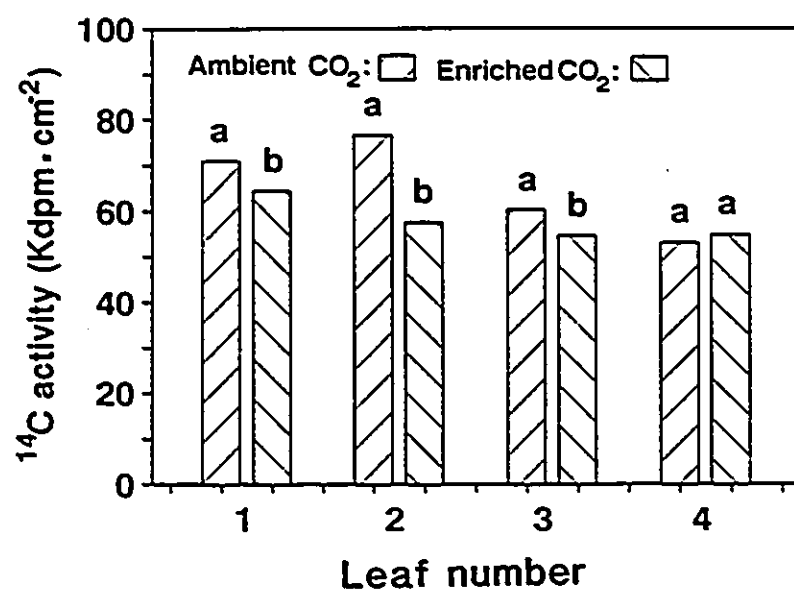 100
80
60
40
20
0
¹⁴C activity (Kdpm·cm⁻²)
Ambient CO₂: Enriched CO₂:
a b a b a b a a
1 2 3 4
Leaf number